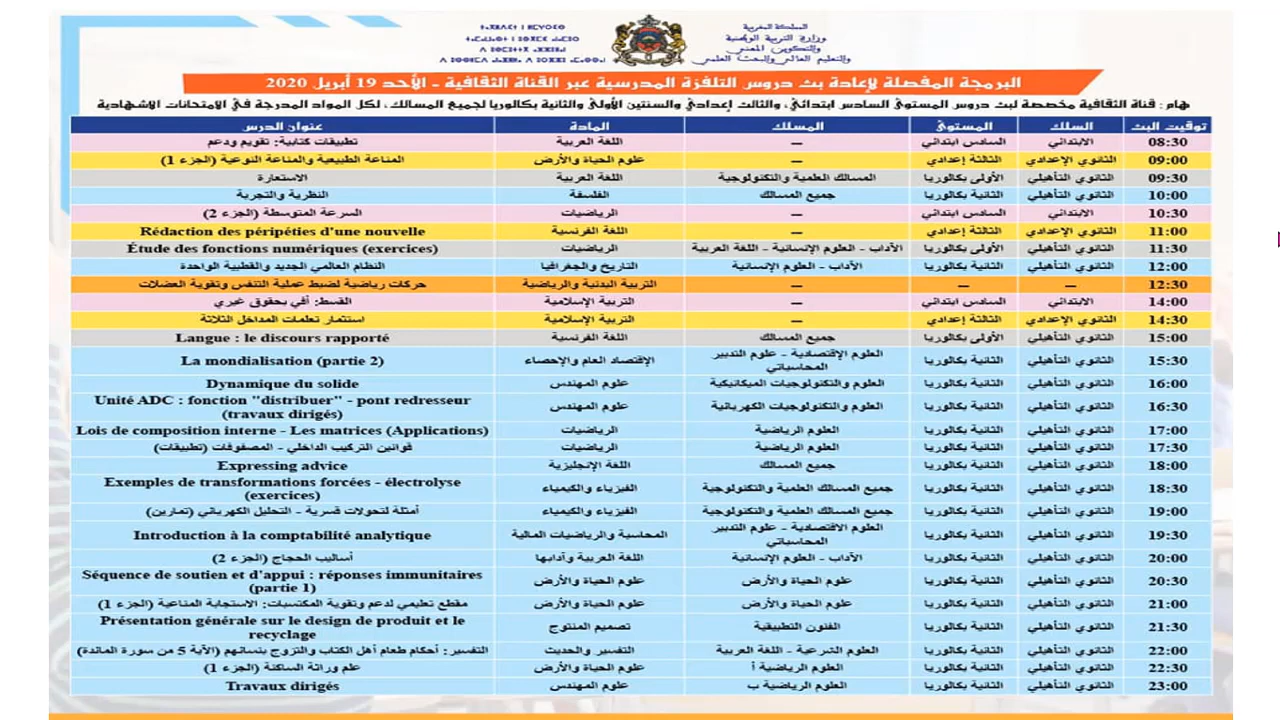 المملكة المغربية
وزارة التربية الوطنية
والتكوين المهني
والتعليم العالي والبحث العلمي
البرمجة المفصلة لإعادة بث دروس التلفزة المدرسية عبر القناة الثقافية - الأحد 19 أبريل 2020
هام: قناة الثقافية مخصصة لبث دروس المستوى السادس ابتدائي، والثالث إعدادي والسنتين الأولى والثانية بكالوريا لجميع المسالك، لكل المواد المدرجة في الامتحانات الاشهادية
توقيت البث السلك المستوى المسلك المادة عنوان الدرس
08:30 الابتدائي السادس ابتدائي — اللغة العربية تطبيقات كتابية: تقويم ودعم
09:00 الثانوي الإعدادي الثالثة إعدادي — علوم الحياة والأرض المناعة الطبيعية والمناعة النوعية (الجزء 1)
09:30 الثانوي التأهيلي الأولى بكالوريا المسالك العلمية والتكنولوجية اللغة العربية الاستعارة
10:00 الثانوي التأهيلي الثانية بكالوريا جميع المسالك الفلسفة النظرية والتجربة
10:30 الابتدائي السادس ابتدائي — الرياضيات السرعة المتوسطة (الجزء 2)
11:00 الثانوي الإعدادي الثالثة إعدادي — اللغة الفرنسية Rédaction des péripéties d'une nouvelle
11:30 الثانوي التأهيلي الأولى بكالوريا الآداب - العلوم الإنسانية - اللغة العربية الرياضيات Étude des fonctions numériques (exercices)
12:00 الثانوي التأهيلي الثانية بكالوريا الآداب - العلوم الإنسانية التاريخ والجغرافيا النظام العالمي الجديد والقطبية الواحدة
12:30 — — — التربية البدنية والرياضية حركات رياضية لضبط عملية التنفس وتقوية العضلات
14:00 الابتدائي السادس ابتدائي — التربية الإسلامية القسط: أفي بحقوق غيري
14:30 الثانوي الإعدادي الثالثة إعدادي — التربية الإسلامية استثمار تعلمات المداخل الثلاثة
15:00 الثانوي التأهيلي الأولى بكالوريا جميع المسالك اللغة الفرنسية Langue : le discours rapporté
15:30 الثانوي التأهيلي الثانية بكالوريا العلوم الإقتصادية - علوم التدبير المحاسباتي الإقتصاد العام والإحصاء La mondialisation (partie 2)
16:00 الثانوي التأهيلي الثانية بكالوريا العلوم والتكنولوجيات الميكانيكية علوم المهندس Dynamique du solide
16:30 الثانوي التأهيلي الثانية بكالوريا العلوم والتكنولوجيات الكهربائية علوم المهندس Unité ADC : fonction "distribuer" - pont redresseur
(travaux dirigés)
17:00 الثانوي التأهيلي الثانية بكالوريا العلوم الرياضية الرياضيات Lois de composition interne - Les matrices (Applications)
17:30 الثانوي التأهيلي الثانية بكالوريا العلوم الرياضية الرياضيات قوانين التركيب الداخلي - المصفوفات (تطبيقات)
18:00 الثانوي التأهيلي الثانية بكالوريا جميع المسالك اللغة الإنجليزية Expressing advice
18:30 الثانوي التأهيلي الثانية بكالوريا جميع المسالك العلمية والتكنولوجية الفيزياء والكيمياء Exemples de transformations forcées - électrolyse
(exercices)
19:00 الثانوي التأهيلي الثانية بكالوريا جميع المسالك العلمية والتكنولوجية الفيزياء والكيمياء أمثلة لتحولات قسرية - التحليل الكهربائي (تمارين)
19:30 الثانوي التأهيلي الثانية بكالوريا العلوم الاقتصادية - علوم التدبير المحاسباتي المحاسبة والرياضيات المالية Introduction à la comptabilité analytique
20:00 الثانوي التأهيلي الثانية بكالوريا الآداب - العلوم الإنسانية اللغة العربية وآدابها أساليب الحجاج (الجزء 2)
20:30 الثانوي التأهيلي الثانية بكالوريا علوم الحياة والأرض علوم الحياة والأرض Séquence de soutien et d'appui : réponses immunitaires
(partie 1)
21:00 الثانوي التأهيلي الثانية بكالوريا علوم الحياة والأرض علوم الحياة والأرض مقطع تعليمي لدعم وتقوية المكتسبات: الاستجابة المناعية (الجزء 1)
21:30 الثانوي التأهيلي الثانية بكالوريا الفنون التطبيقية تصميم المنتوج Présentation générale sur le design de produit et le
recyclage
22:00 الثانوي التأهيلي الثانية بكالوريا العلوم الشرعية - اللغة العربية التفسير والحديث التفسير: أحكام طعام أهل الكتاب والتزوج بنسائهم (الآية 5 من سورة المائدة)
22:30 الثانوي التأهيلي الثانية بكالوريا العلوم الرياضية أ علوم الحياة والأرض علم وراثة الساكنة (الجزء 1)
23:00 الثانوي التأهيلي الثانية بكالوريا العلوم الرياضية ب علوم المهندس Travaux dirigés